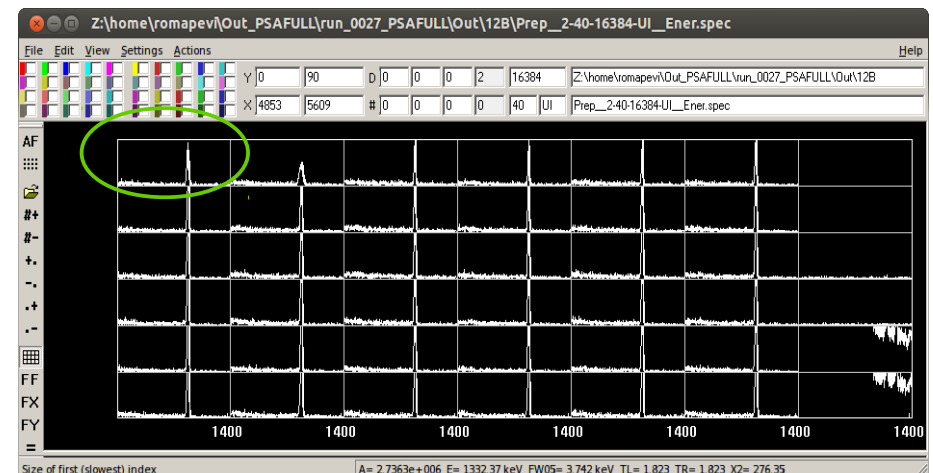 Z:\home\romapevi\Out_PSAFULL\run_0027_PSAFULL\Out\12B\Prep__2-40-16384-UI__Ener.spec
File Edit View Settings Actions Help
Y 0 90 D 0 0 0 2 16384 Z:\home\romapevi\Out_PSAFULL\run_0027_PSAFULL\Out\12B
X 4853 5609 # 0 0 0 0 40 UI Prep__2-40-16384-UI__Ener.spec
AF
#+
#-
+.
-.
.+
.-
FF
FX
FY
=
1400 1400 1400 1400 1400 1400 1400
Size of first (slowest) index A= 2.7363e+006 E= 1332.37 keV FW05= 3.742 keV TL= 1.823 TR= 1.823 X2= 276.35